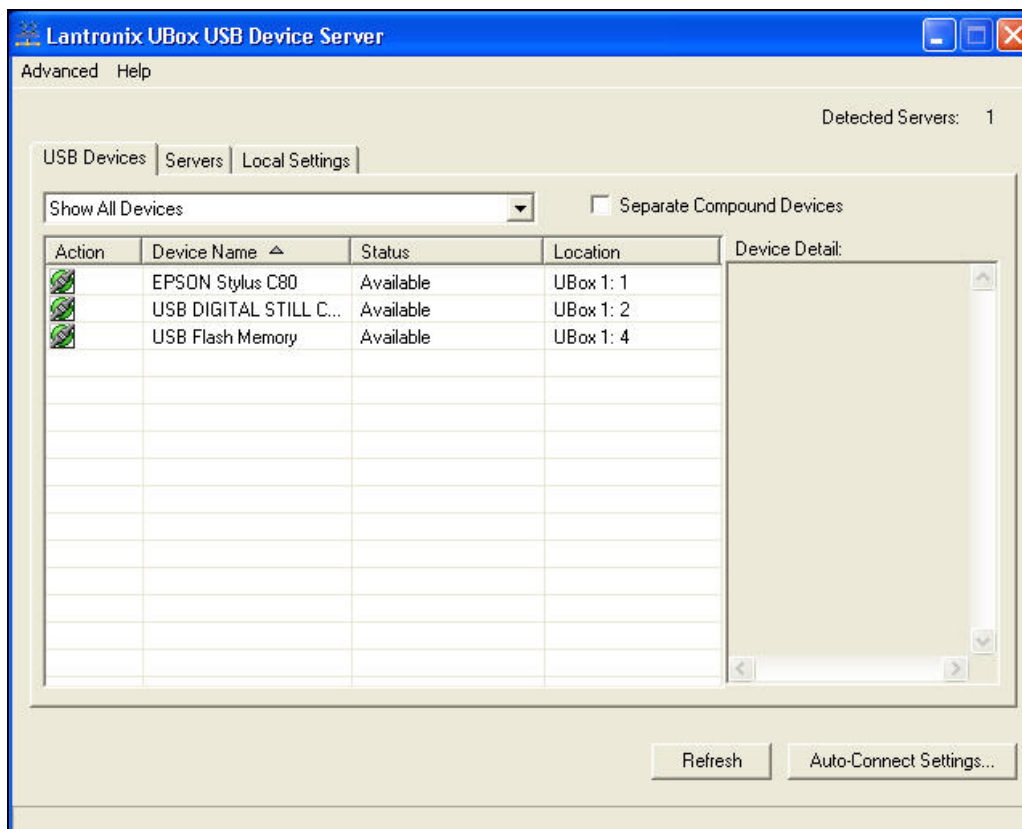 Lantronix UBox USB Device Server
Advanced Help
Detected Servers: 1
USB Devices Servers Local Settings
Show All Devices Separate Compound Devices
Action Device Name Status Location Device Detail:
EPSON Stylus C80 Available UBox 1: 1
USB DIGITAL STILL C... Available UBox 1: 2
USB Flash Memory Available UBox 1: 4
Refresh Auto-Connect Settings...